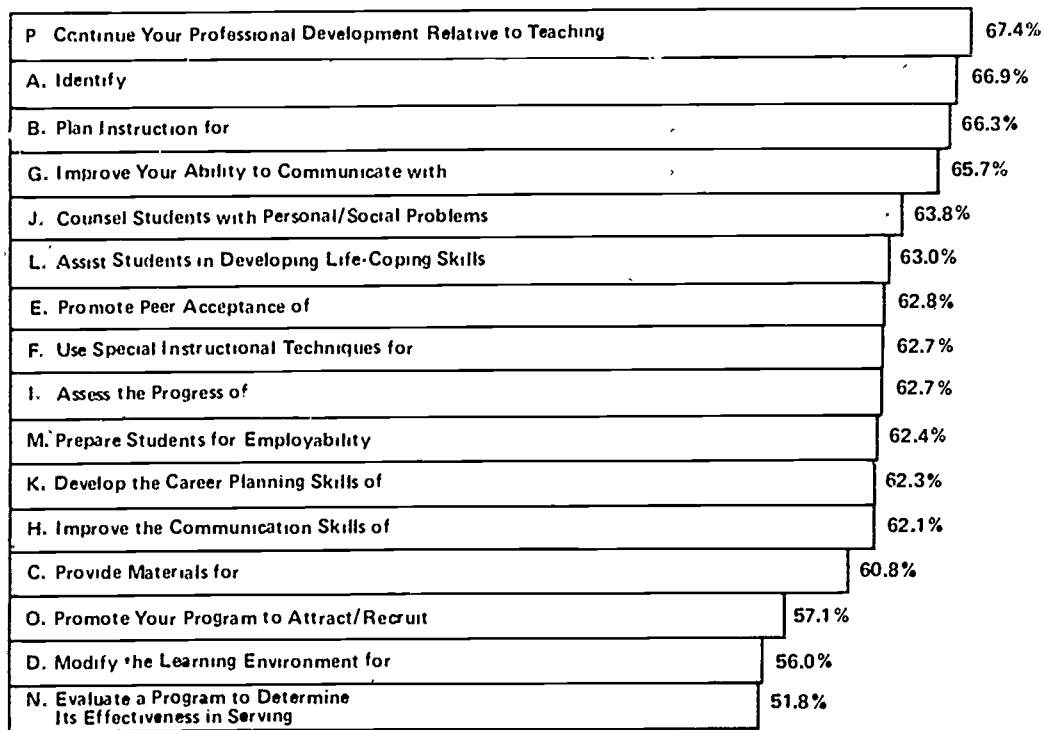 P Continue Your Professional Development Relative to Teaching 67.4%
A. Identify 66.9%
B. Plan Instruction for 66.3%
G. Improve Your Ability to Communicate with 65.7%
J. Counsel Students with Personal/Social Problems 63.8%
L. Assist Students in Developing Life-Coping Skills 63.0%
E. Promote Peer Acceptance of 62.8%
F. Use Special Instructional Techniques for 62.7%
I. Assess the Progress of 62.7%
M. Prepare Students for Employability 62.4%
K. Develop the Career Planning Skills of 62.3%
H. Improve the Communication Skills of 62.1%
C. Provide Materials for 60.8%
O. Promote Your Program to Attract/Recruit 57.1%
D. Modify the Learning Environment for 56.0%
N. Evaluate a Program to Determine
Its Effectiveness in Serving 51.8%